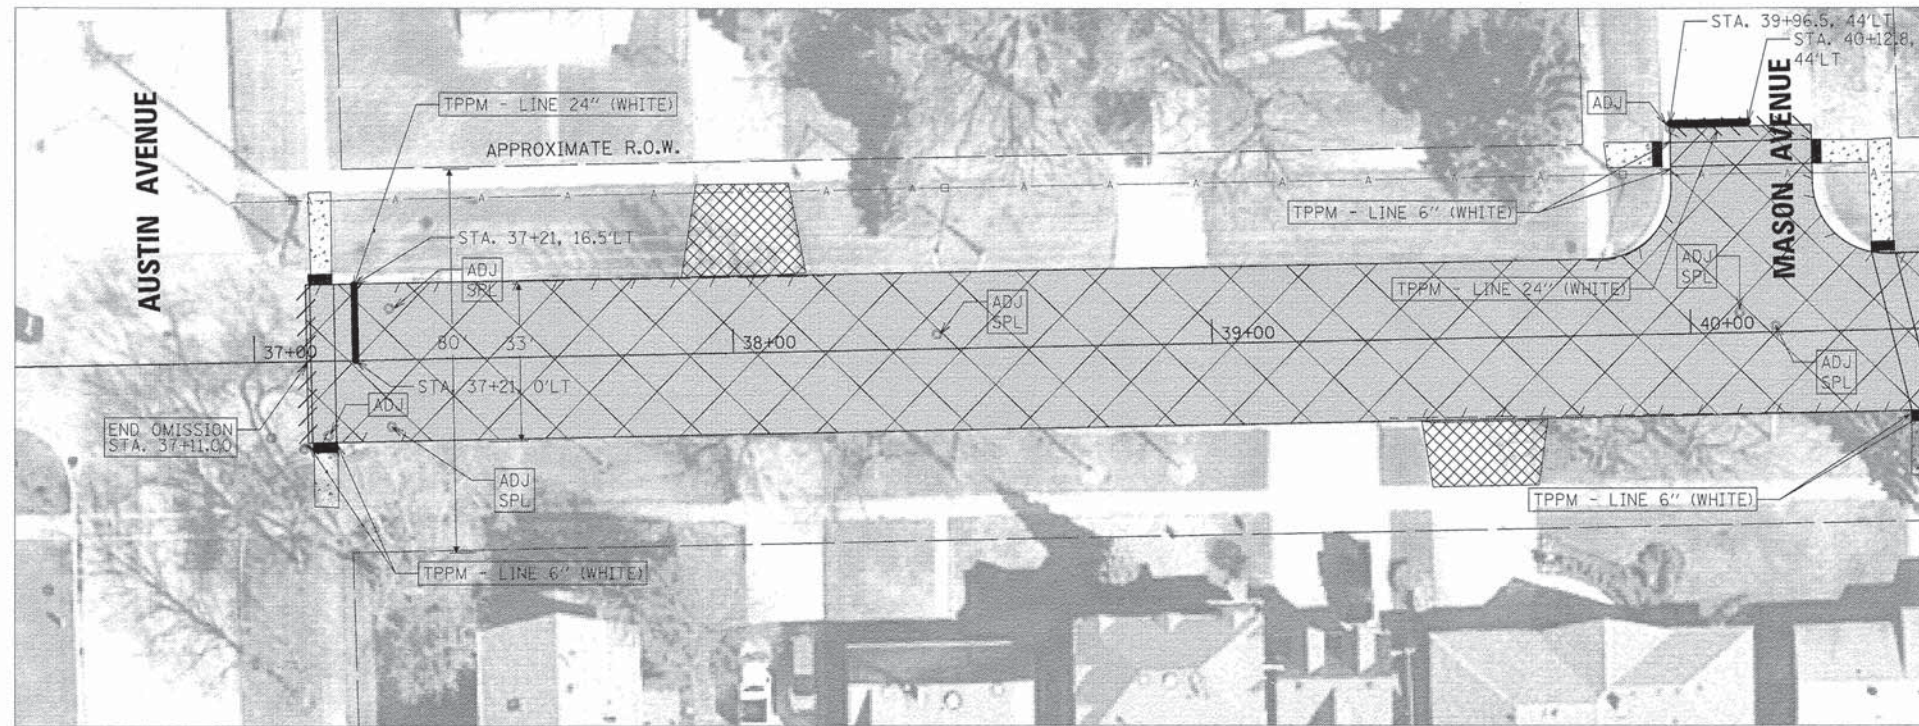 STA. 39+96.5, 44'LT
STA. 40+12.8,
44'LT
AUSTIN AVENUE
MASON AVENUE
TPPM - LINE 24" (WHITE)
ADJ
APPROXIMATE R.O.W.
A A A A A A A A A A A A A A A A
TPPM - LINE 6" (WHITE)
STA. 37+21, 16.5'LT
ADJ
SPL
ADJ
SPL
TPPM - LINE 24" (WHITE)
ADJ
SPL
37+00
80'
33'
38+00
39+00
40+00
STA. 37+21, 0'LT
ADJ
SPL
ADJ
END OMISSION
STA. 37+11.00
ADJ
SPL
TPPM - LINE 6" (WHITE)
TPPM - LINE 6" (WHITE)